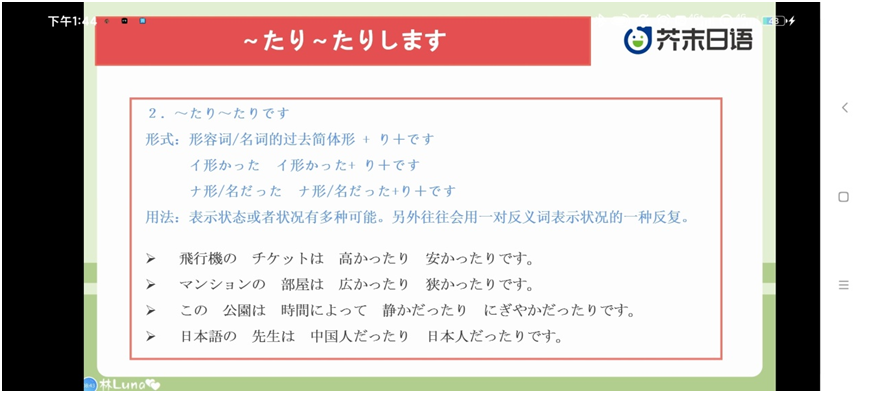 下午1:44
～たり～たりします
芥末日语
２．～たり～たりです
形式：形容词/名词的过去简体形 + り＋です
イ形かった　イ形かった+ り＋です
ナ形/名だった　ナ形/名だった+り＋です
用法：表示状态或者状况有多种可能。另外往往会用一对反义词表示状况的一种反复。
➢ 飛行機の　チケットは　高かったり　安かったりです。
➢ マンションの　部屋は　広かったり　狭かったりです。
➢ この　公園は　時間によって　静かだったり　にぎやかだったりです。
➢ 日本語の　先生は　中国人だったり　日本人だったりです。
林Luna